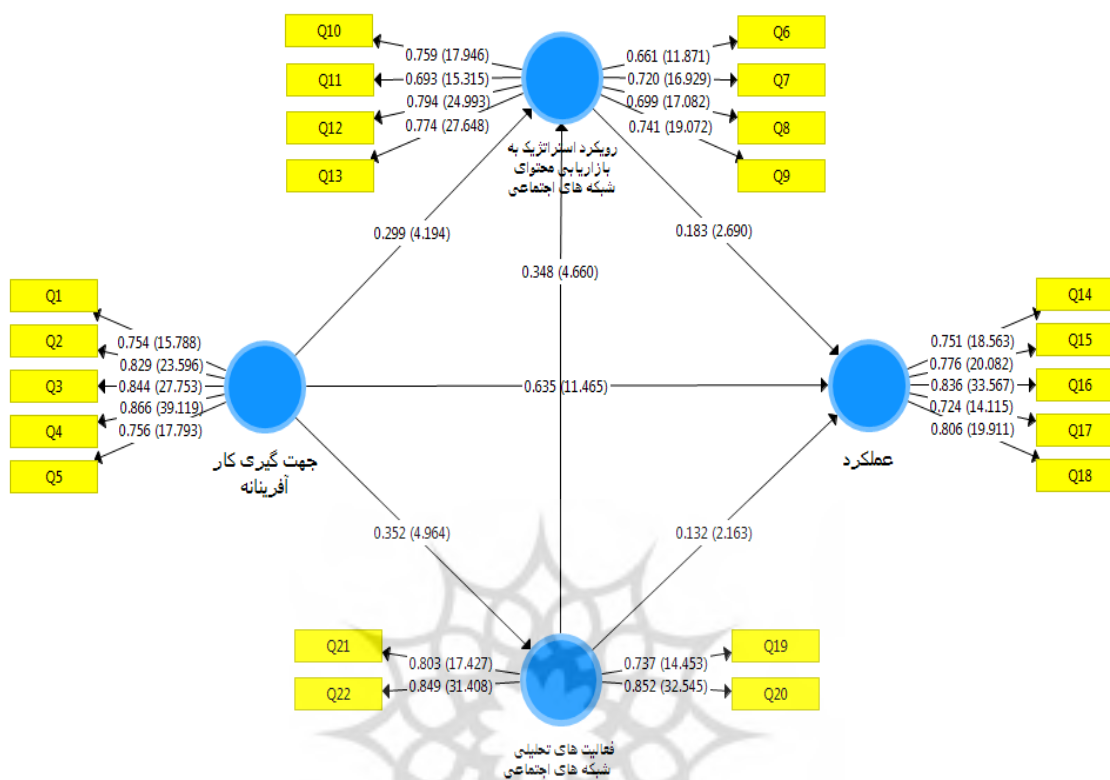 Q10
Q11
Q12
Q13
0.759 (17.946)
0.693 (15.315)
0.794 (24.993)
0.774 (27.648)
0.661 (11.871)
0.720 (16.929)
0.699 (17.082)
0.741 (19.072)
Q6
Q7
Q8
Q9
رویکرد استراتژیک به
بازاریابی محتوای
شبکه های اجتماعی
0.299 (4.194)
0.348 (4.660)
0.183 (2.690)
Q1
Q2
Q3
Q4
Q5
0.754 (15.788)
0.829 (23.596)
0.844 (27.753)
0.866 (39.119)
0.756 (17.793)
جهت گیری کار
آفرینانه
0.635 (11.465)
0.751 (18.563)
0.776 (20.082)
0.836 (33.567)
0.724 (14.115)
0.806 (19.911)
Q14
Q15
Q16
Q17
Q18
عملکرد
0.352 (4.964)
0.132 (2.163)
Q21
Q22
0.803 (17.427)
0.849 (31.408)
0.737 (14.453)
0.852 (32.545)
Q19
Q20
فعالیت های تحلیلی
شبکه های اجتماعی